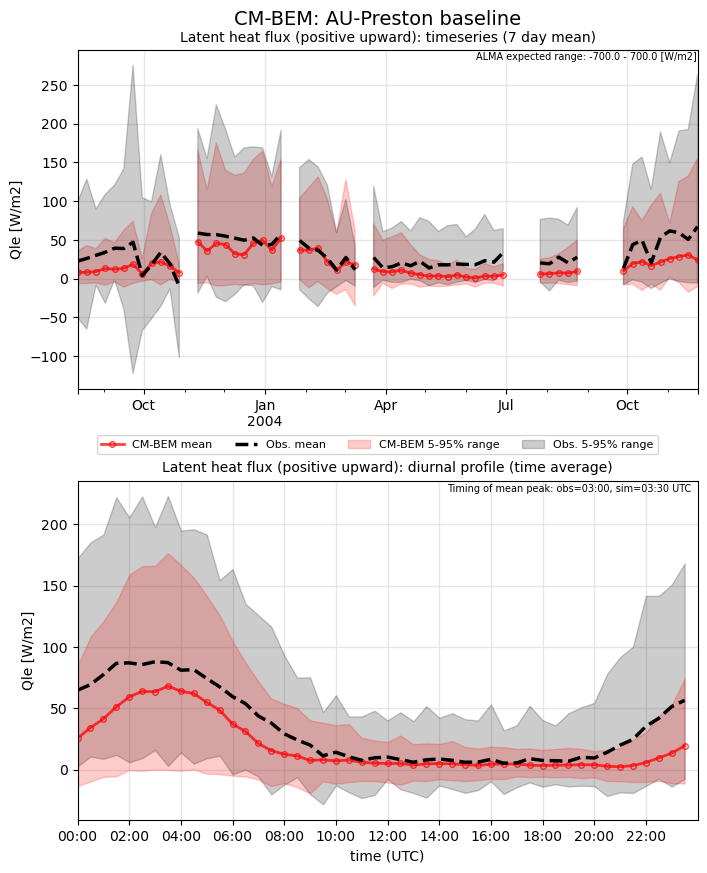 CM-BEM: AU-Preston baseline
Latent heat flux (positive upward): timeseries (7 day mean)
ALMA expected range: -700.0 - 700.0 [W/m2]
Qle [W/m2]
250
200
150
100
50
0
−50
−100
Oct
Jan
2004
Apr
Jul
Oct
CM-BEM mean
Obs. mean
CM-BEM 5-95% range
Obs. 5-95% range
Latent heat flux (positive upward): diurnal profile (time average)
Timing of mean peak: obs=03:00, sim=03:30 UTC
Qle [W/m2]
200
150
100
50
0
00:00
02:00
04:00
06:00
08:00
10:00
12:00
14:00
16:00
18:00
20:00
22:00
time (UTC)